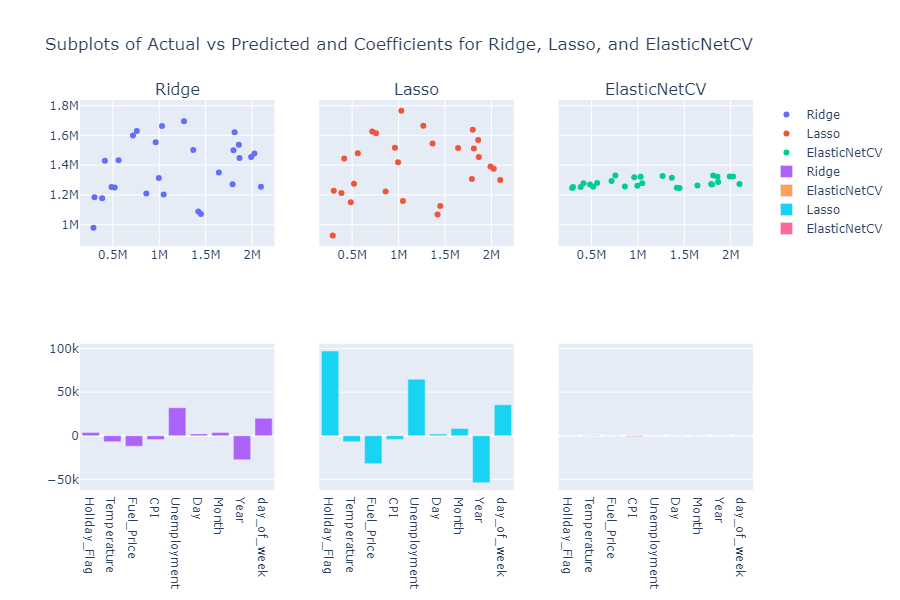 Subplots of Actual vs Predicted and Coefficients for Ridge, Lasso, and ElasticNetCV
Ridge
Lasso
ElasticNetCV
1.8M
1.6M
1.4M
1.2M
1M
0.5M 1M 1.5M 2M
0.5M 1M 1.5M 2M
0.5M 1M 1.5M 2M
Ridge
Lasso
ElasticNetCV
Ridge
ElasticNetCV
Lasso
ElasticNetCV
100k
50k
0
−50k
Holiday_Flag
Temperature
Fuel_Price
CPI
Unemployment
Day
Month
Year
day_of_week
Holiday_Flag
Temperature
Fuel_Price
CPI
Unemployment
Day
Month
Year
day_of_week
Holiday_Flag
Temperature
Fuel_Price
CPI
Unemployment
Day
Month
Year
day_of_week